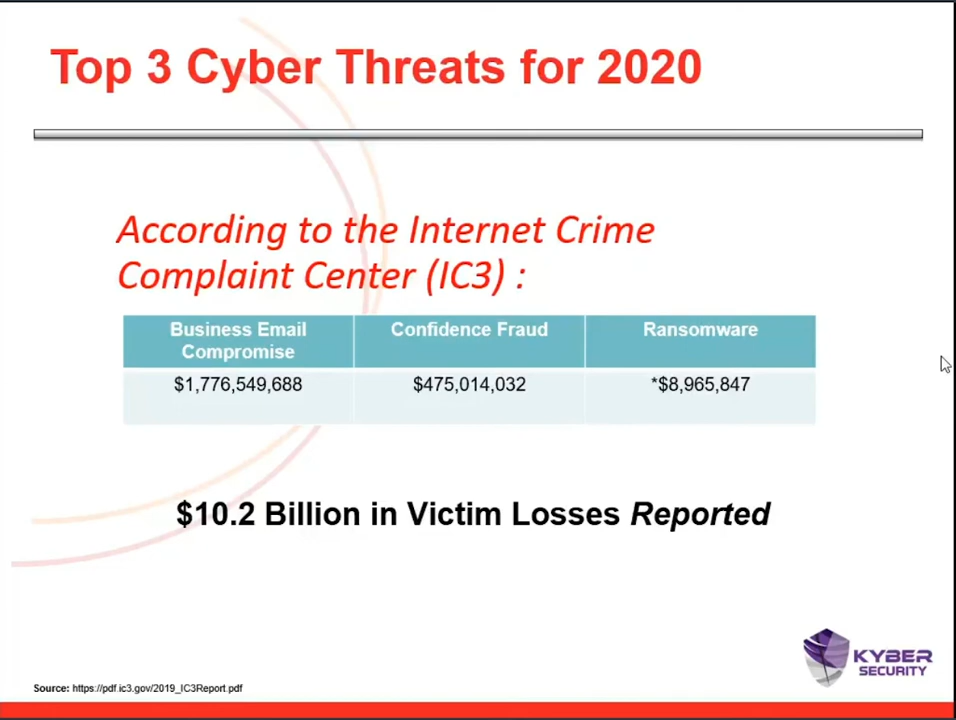 Top 3 Cyber Threats for 2020
According to the Internet Crime
Complaint Center (IC3) :
Business Email
Compromise
Confidence Fraud
Ransomware
$1,776,549,688
$475,014,032
*$8,965,847
$10.2 Billion in Victim Losses Reported
KYBER
SECURITY
Source: https://pdf.ic3.gov/2019_IC3Report.pdf